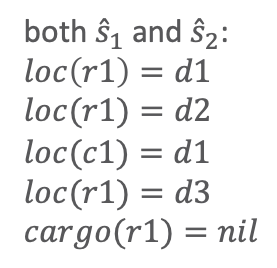 both ŝ₁ and ŝ₂:
loc(r1) = d1
loc(r1) = d2
loc(c1) = d1
loc(r1) = d3
cargo(r1) = nil